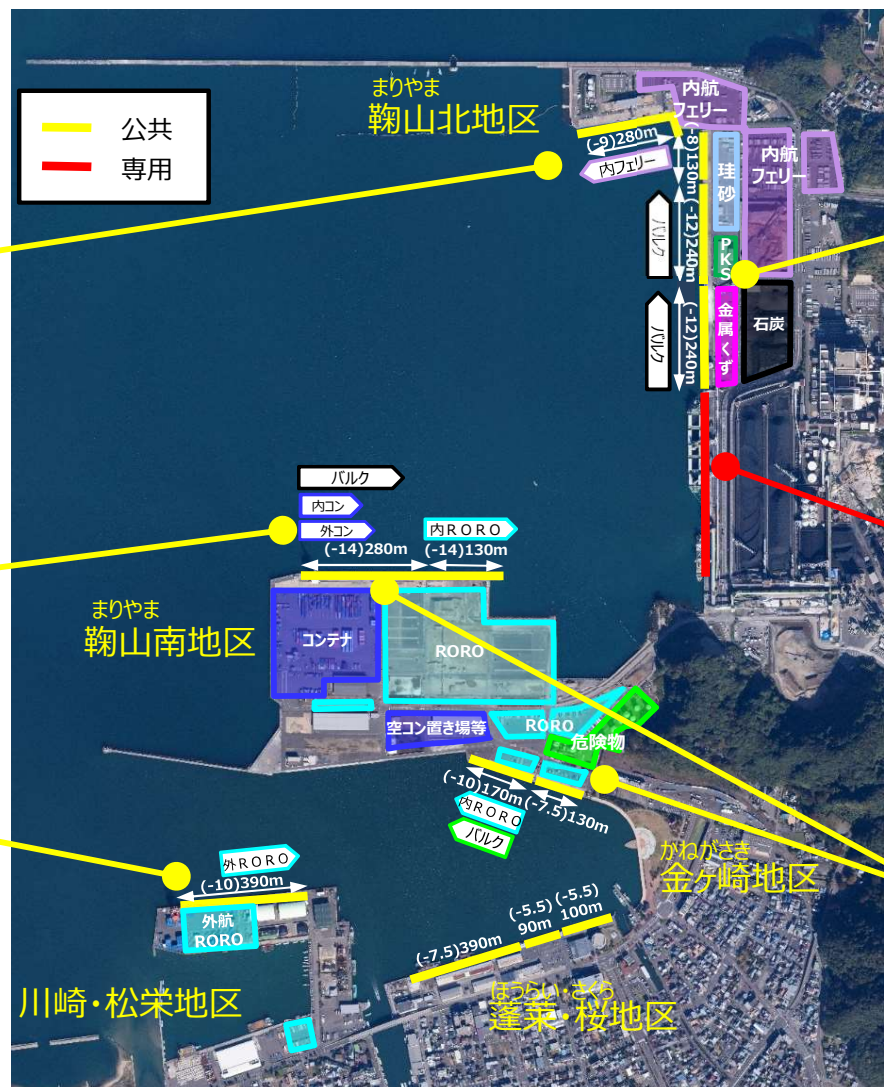 公共
専用
まりやま
鞠山北地区
内航
フェリー
(-9)280m
内フェリー
(-8)130m
珪砂
内航
フェリー
バルク
(-12)240m
PKS
バルク
(-12)240m
金属くず
石炭
バルク
内コン
外コン
内RORO
(-14)280m
(-14)130m
まりやま
鞠山南地区
コンテナ
RORO
空コン置き場等
RORO
危険物
(-10)170m
(-7.5)130m
内RORO
バルク
かねがさき
金ヶ崎地区
外RORO
(-10)390m
外航
RORO
(-5.5)
100m
(-5.5)
90m
(-7.5)390m
川崎・松栄地区
ほうらい・さくら
蓬莱・桜地区